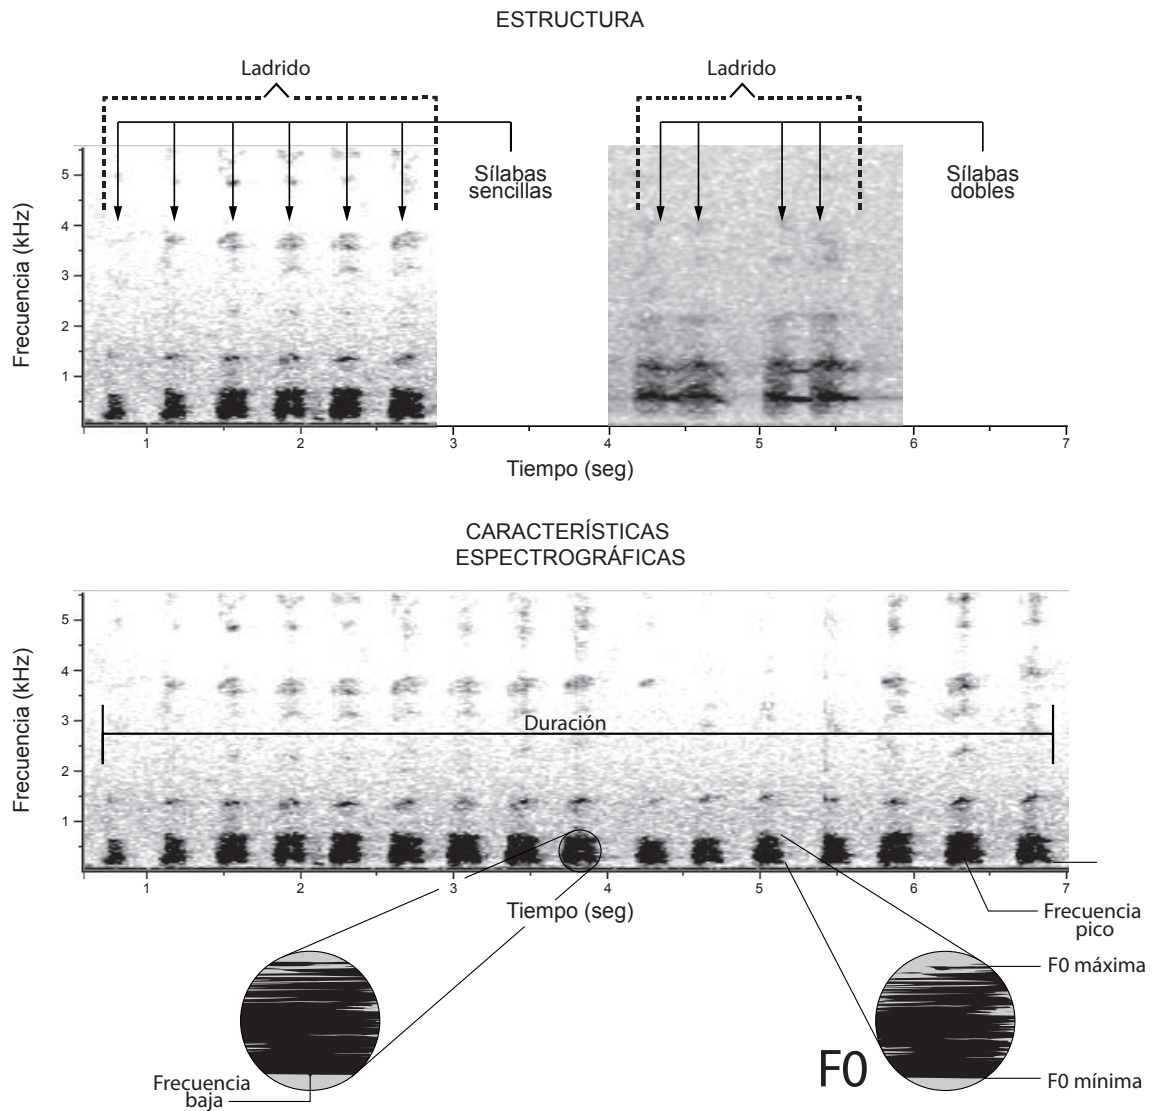 ESTRUCTURA
Ladrido
Ladrido
Sílabas
sencillas
Sílabas
dobles
Frecuencia (kHz)
5
4
3
2
1
1 2 3 4 5 6 7
Tiempo (seg)
CARACTERÍSTICAS
ESPECTROGRÁFICAS
Frecuencia (kHz)
5
4
3
2
1
Duración
1 2 3 4 5 6 7
Tiempo (seg)
Frecuencia
pico
F0 máxima
F0
F0 mínima
Frecuencia
baja